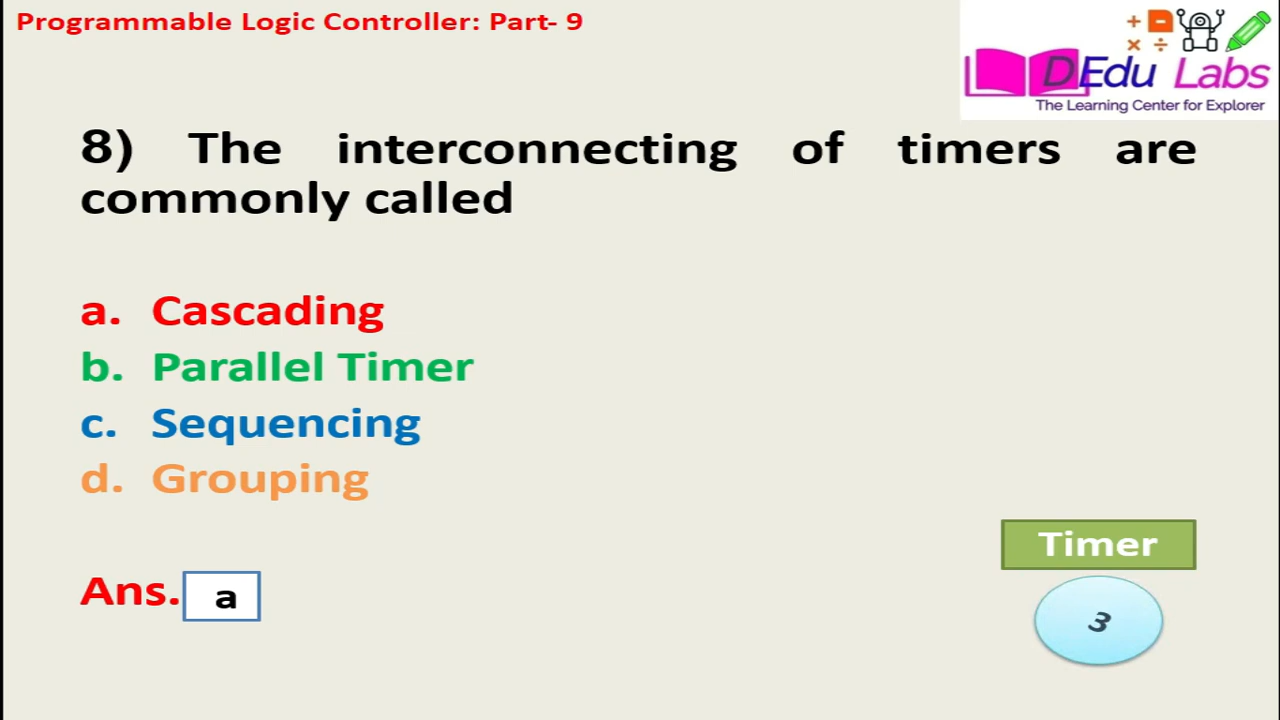 Programmable Logic Controller: Part- 9
DEdu Labs
The Learning Center for Explorer
8) The interconnecting of timers are
commonly called
a. Cascading
b. Parallel Timer
c. Sequencing
d. Grouping
Timer
Ans. a
3